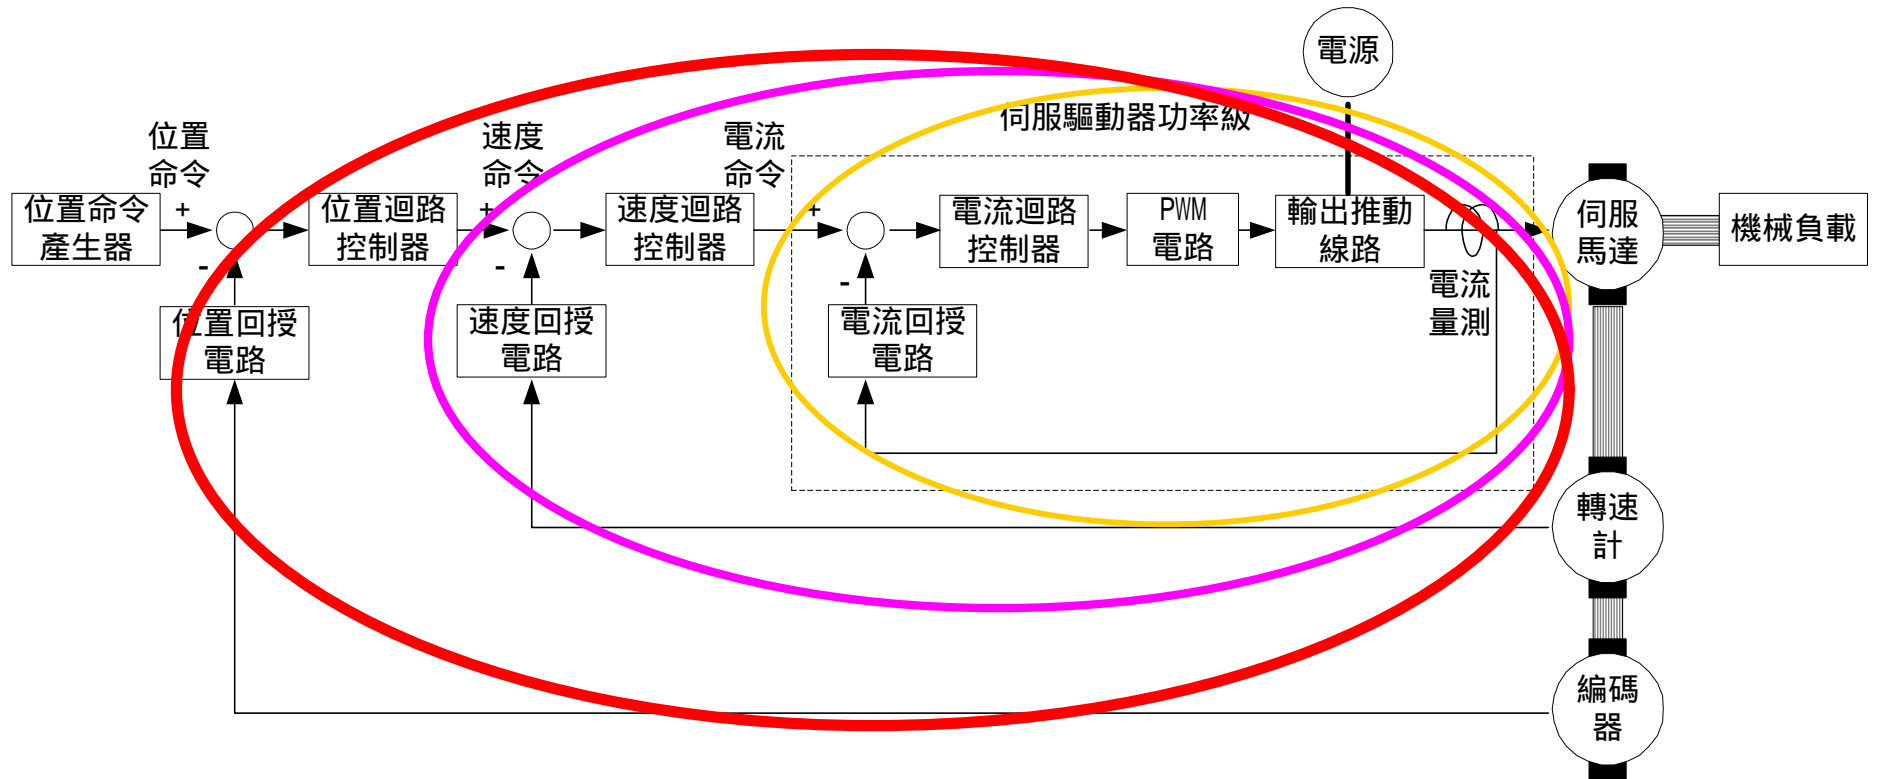 電源
伺服驅動器功率級
位置
命令
速度
命令
電流
命令
位置命令
產生器
+
-
位置迴路
控制器
+
-
速度迴路
控制器
+
-
電流迴路
控制器
PWM
電路
輸出推動
線路
伺服
馬達
機械負載
位置回授
電路
速度回授
電路
電流回授
電路
電流
量測
轉速
計
編碼
器